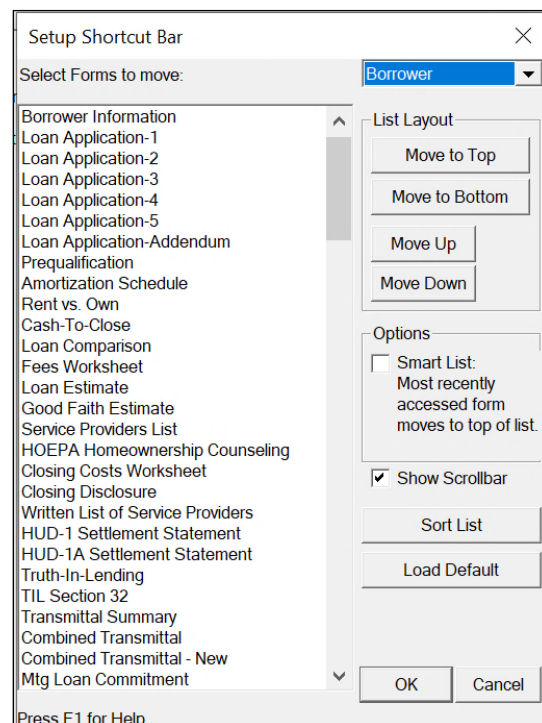 Setup Shortcut Bar
Select Forms to move:
Borrower
Borrower Information
Loan Application-1
Loan Application-2
Loan Application-3
Loan Application-4
Loan Application-5
Loan Application-Addendum
Prequalification
Amortization Schedule
Rent vs. Own
Cash-To-Close
Loan Comparison
Fees Worksheet
Loan Estimate
Good Faith Estimate
Service Providers List
HOEPA Homeownership Counseling
Closing Costs Worksheet
Closing Disclosure
Written List of Service Providers
HUD-1 Settlement Statement
HUD-1A Settlement Statement
Truth-In-Lending
TIL Section 32
Transmittal Summary
Combined Transmittal
Combined Transmittal - New
Mtg Loan Commitment
List Layout
Move to Top
Move to Bottom
Move Up
Move Down
Options
Smart List:
Most recently
accessed form
moves to top of list.
Show Scrollbar
Sort List
Load Default
OK
Cancel
Press F1 for Help